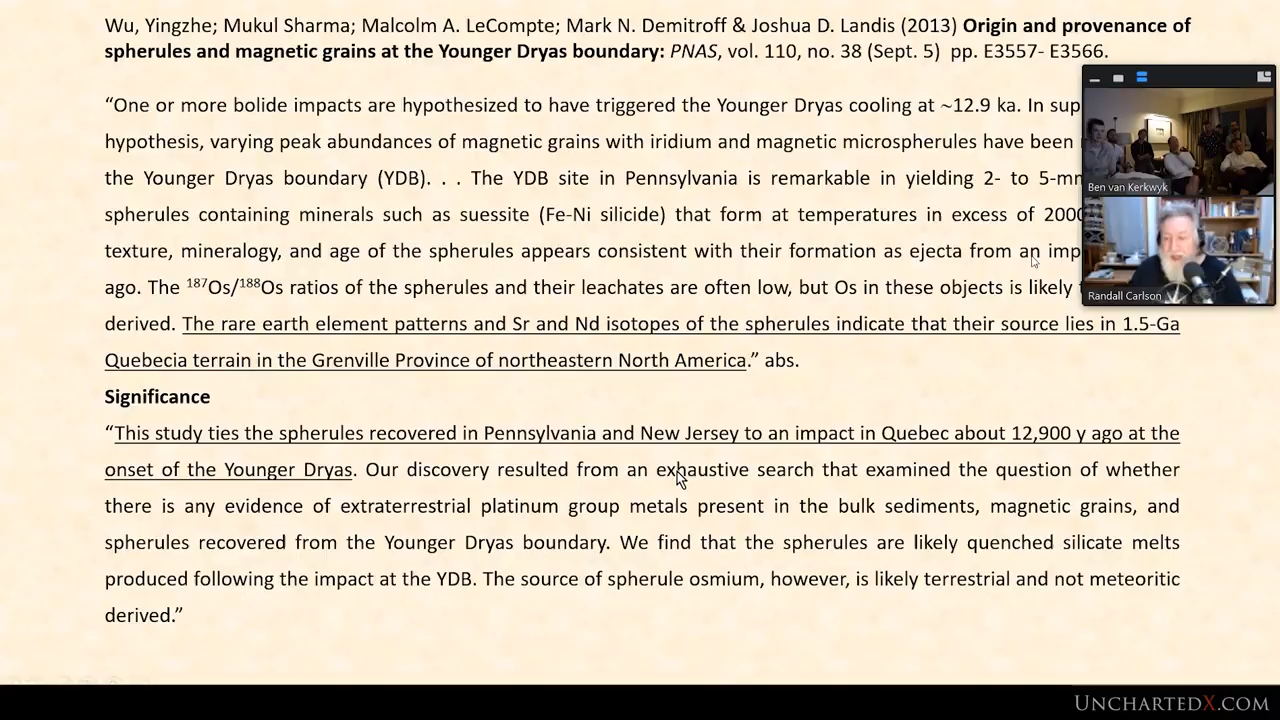 Wu, Yingzhe; Mukul Sharma; Malcolm A. LeCompte; Mark N. Demitroff & Joshua D. Landis (2013) Origin and provenance of
spherules and magnetic grains at the Younger Dryas boundary: PNAS, vol. 110, no. 38 (Sept. 5) pp. E3557- E3566.
“One or more bolide impacts are hypothesized to have triggered the Younger Dryas cooling at ~12.9 ka. In
hypothesis, varying peak abundances of magnetic grains with iridium and magnetic microspherules have been
the Younger Dryas boundary (YDB). . . The YDB site in Pennsylvania is remarkable in yielding 2- to
spherules containing minerals such as suessite (Fe-Ni silicide) that form at temperatures in excess of
texture, mineralogy, and age of the spherules appears consistent with their formation as ejecta from an
ago. The ¹⁸⁷Os/¹⁸⁸Os ratios of the spherules and their leachates are often low, but Os in these objects is likely
derived. The rare earth element patterns and Sr and Nd isotopes of the spherules indicate that their source lies in 1.5-Ga
Quebecia terrain in the Grenville Province of northeastern North America.” abs.
Significance
“This study ties the spherules recovered in Pennsylvania and New Jersey to an impact in Quebec about 12,900 y ago at the
onset of the Younger Dryas. Our discovery resulted from an exhaustive search that examined the question of whether
there is any evidence of extraterrestrial platinum group metals present in the bulk sediments, magnetic grains, and
spherules recovered from the Younger Dryas boundary. We find that the spherules are likely quenched silicate melts
produced following the impact at the YDB. The source of spherule osmium, however, is likely terrestrial and not meteoritic
derived.”
Ben van Kerkwyk
Randall Carlson
UNCHARTEDX.COM